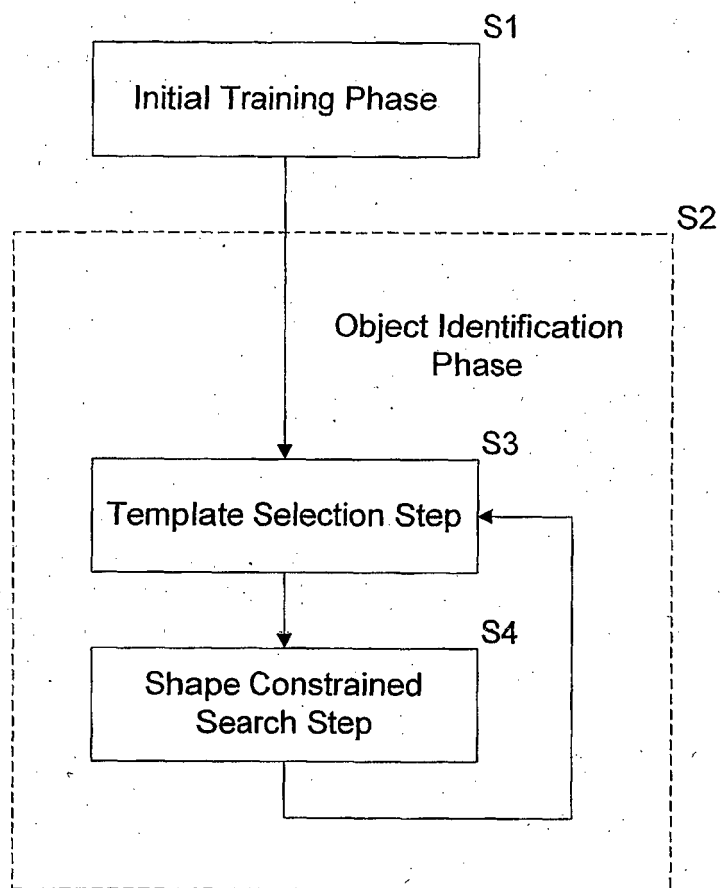 S1
Initial Training Phase
S2
Object Identification
Phase
S3
Template Selection Step
S4
Shape Constrained
Search Step